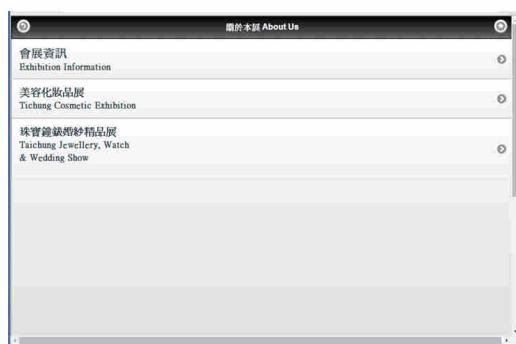 關於本展 About Us
會展資訊
Exhibition Information
美容化妝品展
Tichung Cosmetic Exhibition
珠寶鐘錶婚紗精品展
Taichung Jewellery, Watch
& Wedding Show